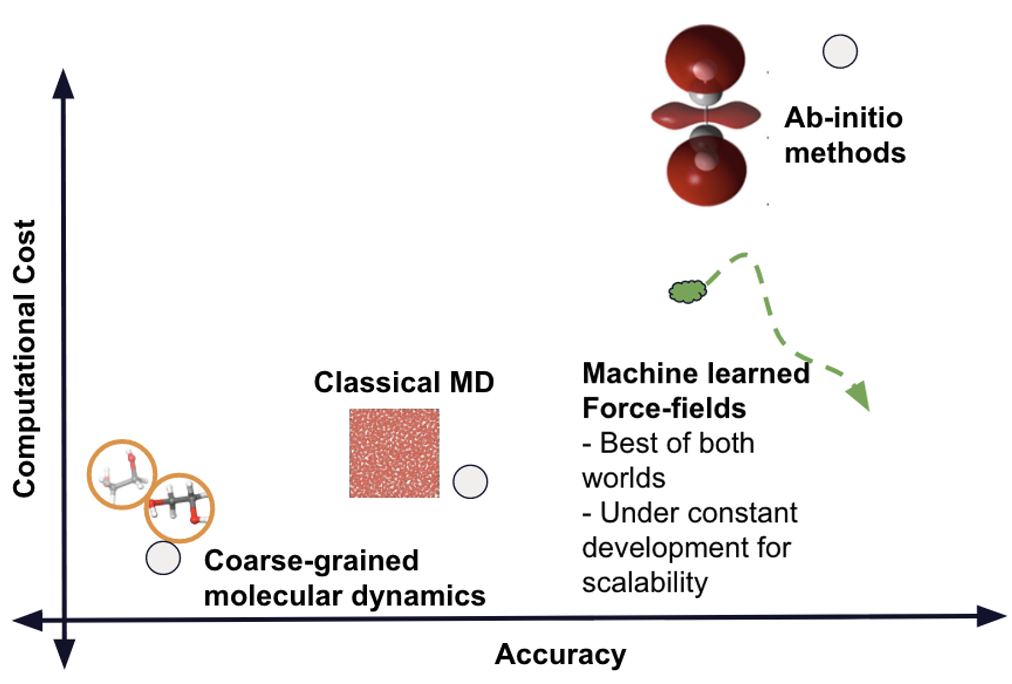 Ab-initio
methods
Computational Cost
Classical MD
Machine learned
Force-fields
- Best of both
worlds
- Under constant
development for
scalability
Coarse-grained
molecular dynamics
Accuracy